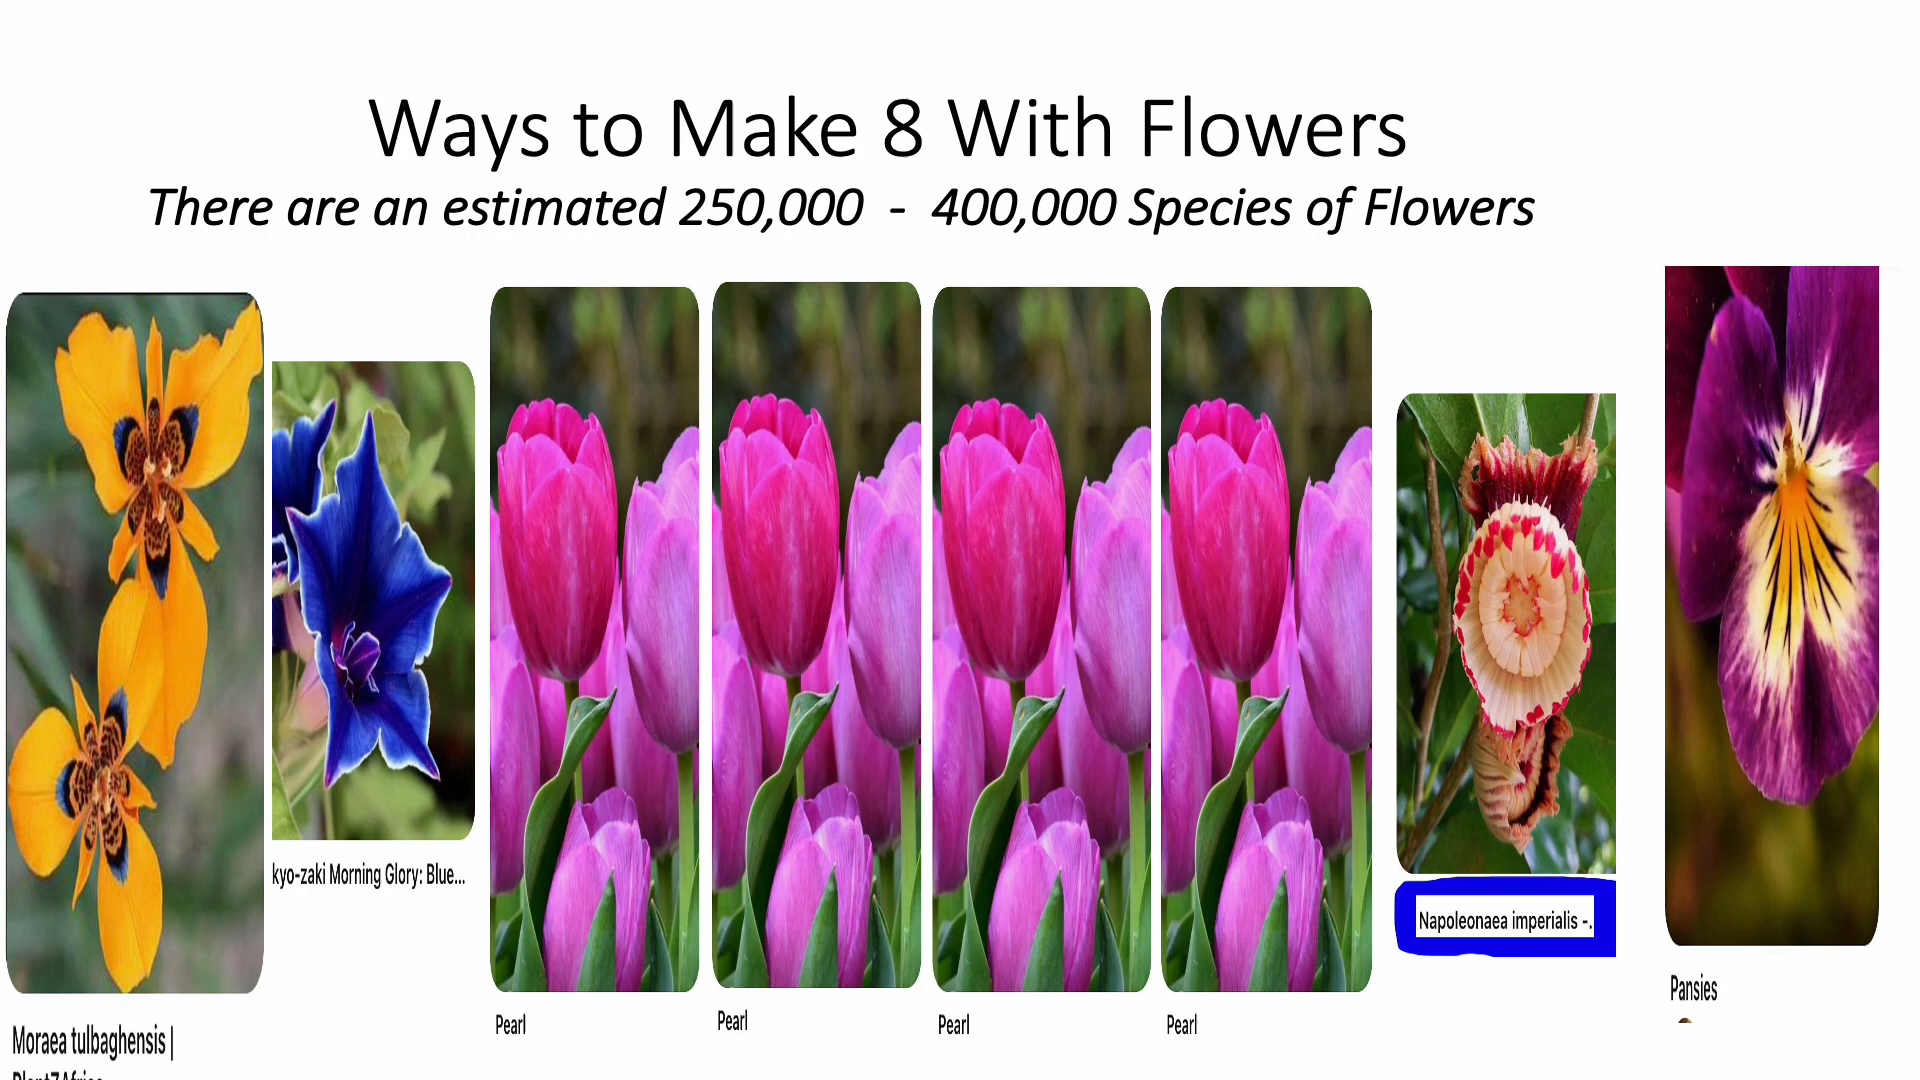 Ways to Make 8 With Flowers
There are an estimated 250,000 - 400,000 Species of Flowers
kyo-zaki Morning Glory: Blue...
Napoleonaea imperialis -.
Pansies
Pearl
Pearl
Pearl
Pearl
Moraea tulbaghensis |